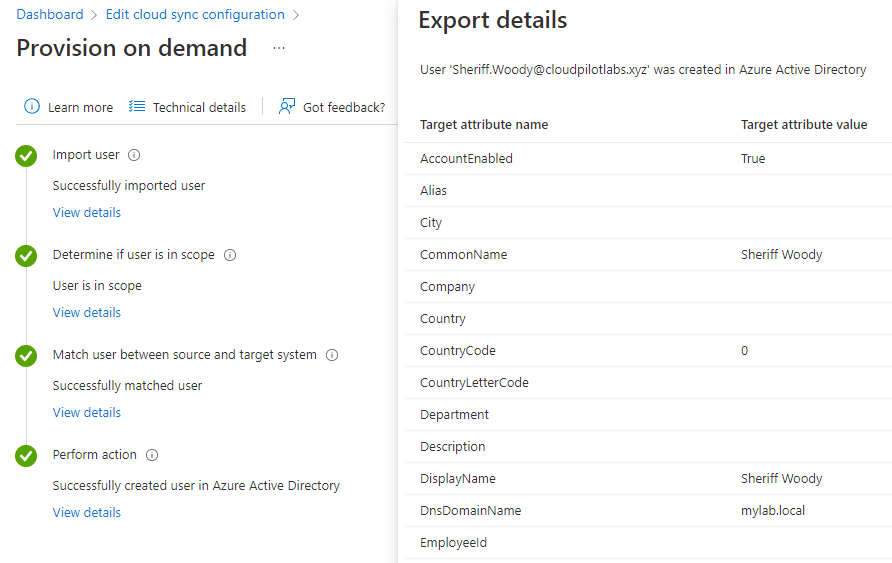 Dashboard > Edit cloud sync configuration >
Provision on demand ...
Learn more Technical details Got feedback?
Import user
Successfully imported user
View details
Determine if user is in scope
User is in scope
View details
Match user between source and target system
Successfully matched user
View details
Perform action
Successfully created user in Azure Active Directory
View details
Export details
User 'Sheriff.Woody@cloudpilotlabs.xyz' was created in Azure Active Directory
Target attribute name Target attribute value
AccountEnabled True
Alias
City
CommonName Sheriff Woody
Company
Country
CountryCode 0
CountryLetterCode
Department
Description
DisplayName Sheriff Woody
DnsDomainName mylab.local
EmployeeId